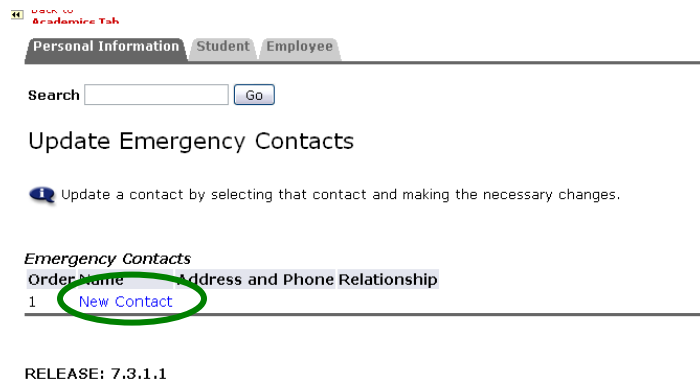 Back to
Academics Tab
Personal Information Student Employee
Search Go
Update Emergency Contacts
Update a contact by selecting that contact and making the necessary changes.
Emergency Contacts
Order Name Address and Phone Relationship
1 New Contact
RELEASE: 7.3.1.1